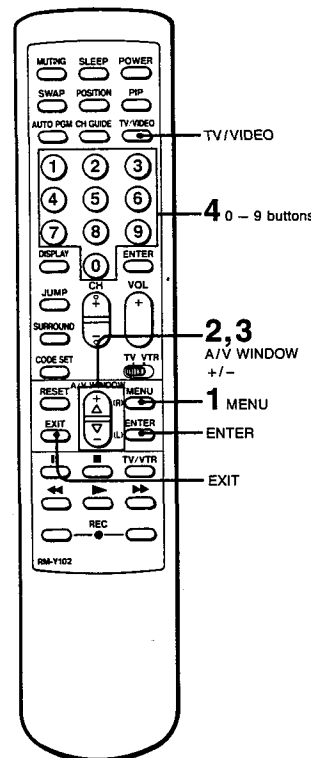 MUTING SLEEP POWER
SWAP POSITION PIP
AUTO PGM CH GUIDE TV/VIDEO
TV/VIDEO
1 2 3
4 5 6
4 0 – 9 buttons
7 8 9
DISPLAY 0 ENTER
CH VOL
JUMP + +
SURROUND – –
2,3
A/V WINDOW
+/–
CODE SET TV VTR
A/V WINDOW
RESET + (R) MENU
1 MENU
EXIT – (L) ENTER
ENTER
TV/VTR
EXIT
REC
RM-Y102